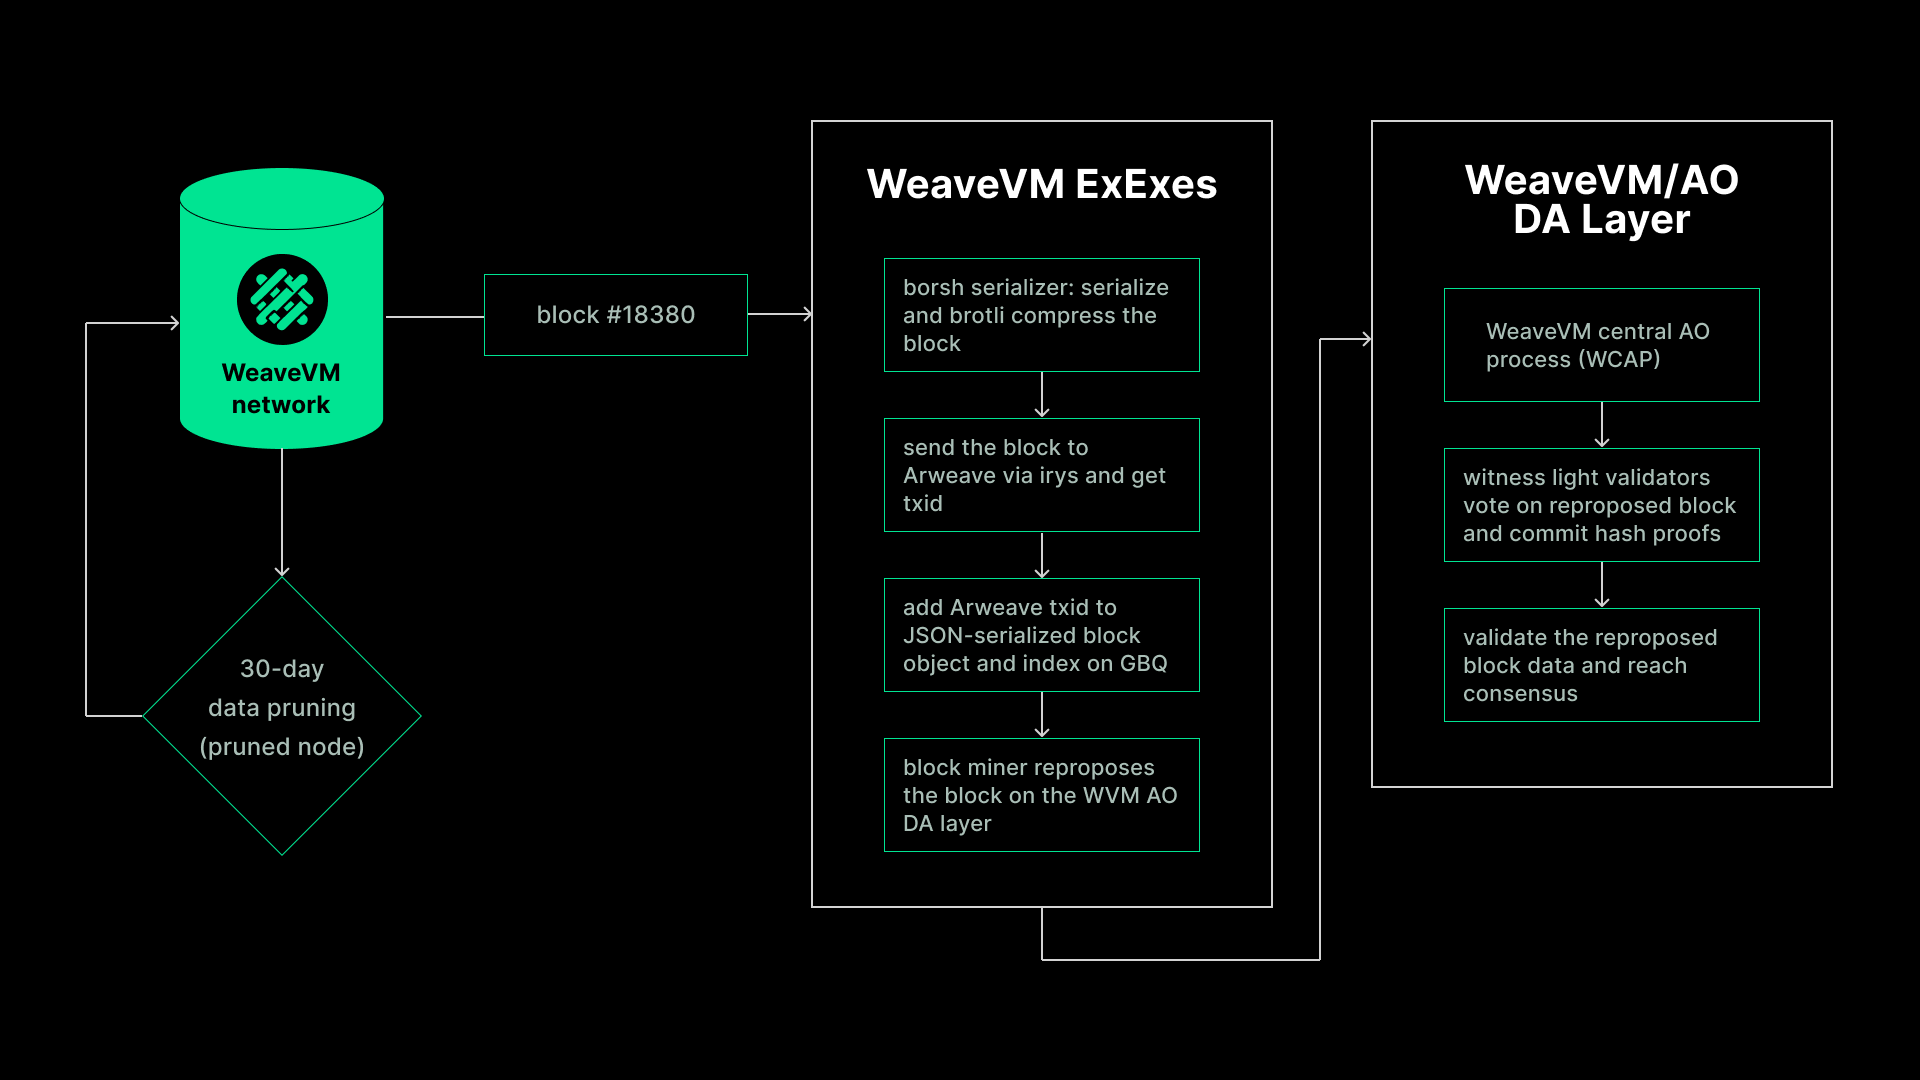 WeaveVM
network
30-day
data pruning
(pruned node)
block #18380
WeaveVM ExExes
borsh serializer: serialize
and brotli compress the
block
send the block to
Arweave via irys and get
txid
add Arweave txid to
JSON-serialized block
object and index on GBQ
block miner reproposes
the block on the WVM AO
DA layer
WeaveVM/AO
DA Layer
WeaveVM central AO
process (WCAP)
witness light validators
vote on reproposed block
and commit hash proofs
validate the reproposed
block data and reach
consensus